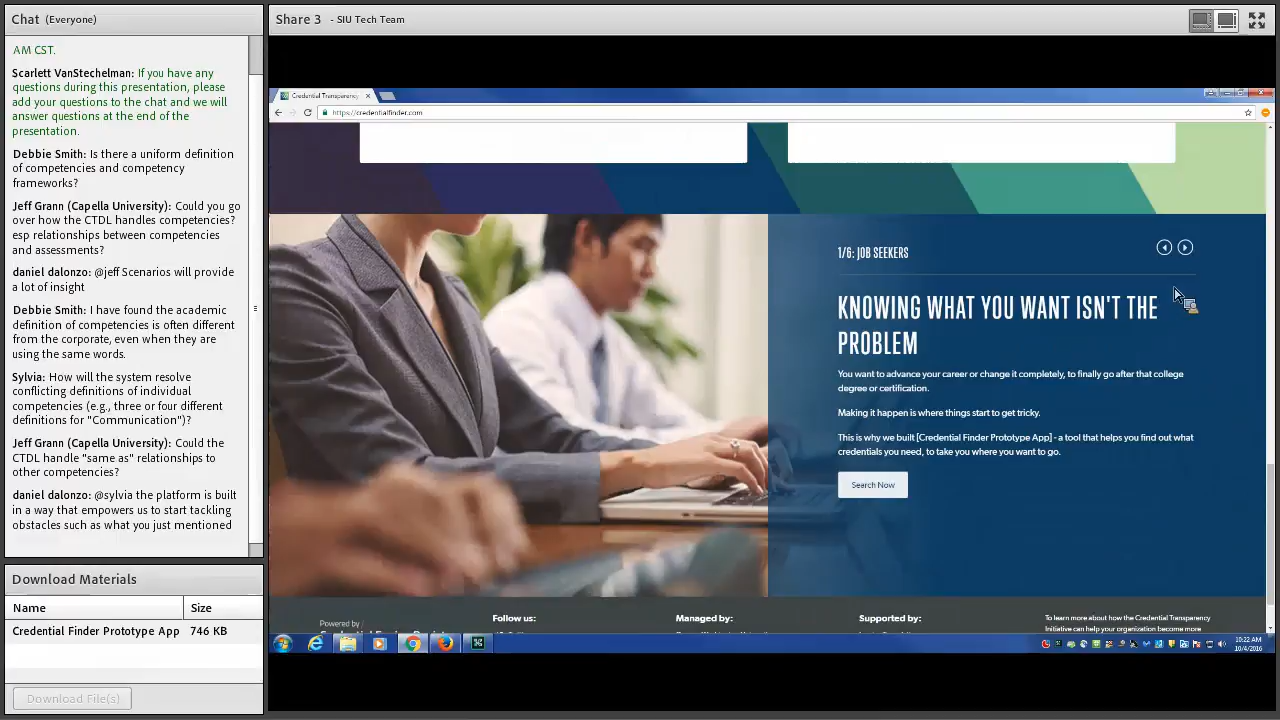 Chat (Everyone)
AM CST.
Scarlett VanStechelman: If you have any
questions during this presentation, please
add your questions to the chat and we will
answer questions at the end of the
presentation.
Debbie Smith: Is there a uniform definition
of competencies and competency
frameworks?
Jeff Grann (Capella University): Could you go
over how the CTDL handles competencies?
esp relationships between competencies
and assessments?
daniel dalonzo: @jeff Scenarios will provide
a lot of insight
Debbie Smith: I have found the academic
definition of competencies is often different
from the corporate, even when they are
using the same words.
Sylvia: How will the system resolve
conflicting definitions of individual
competencies (e.g., three or four different
definitions for "Communication")?
Jeff Grann (Capella University): Could the
CTDL handle "same as" relationships to
other competencies?
daniel dalonzo: @sylvia the platform is built
in a way that empowers us to start tackling
obstacles such as what you just mentioned
Download Materials
Name Size
Credential Finder Prototype App 746 KB
Download File(s)
Share 3 - SIU Tech Team
Credential Transparency
https://credentialfinder.com
1/6: JOB SEEKERS
KNOWING WHAT YOU WANT ISN'T THE
PROBLEM
You want to advance your career or change it completely, to finally go after that college
degree or certification.
Making it happen is where things start to get tricky.
This is why we built [Credential Finder Prototype App] - a tool that helps you find out what
credentials you need, to take you where you want to go.
Search Now
Powered by
Follow us:
Managed by:
Supported by:
To learn more about how the Credential Transparency
Initiative can help your organization become more
10:22 AM
10/4/2016